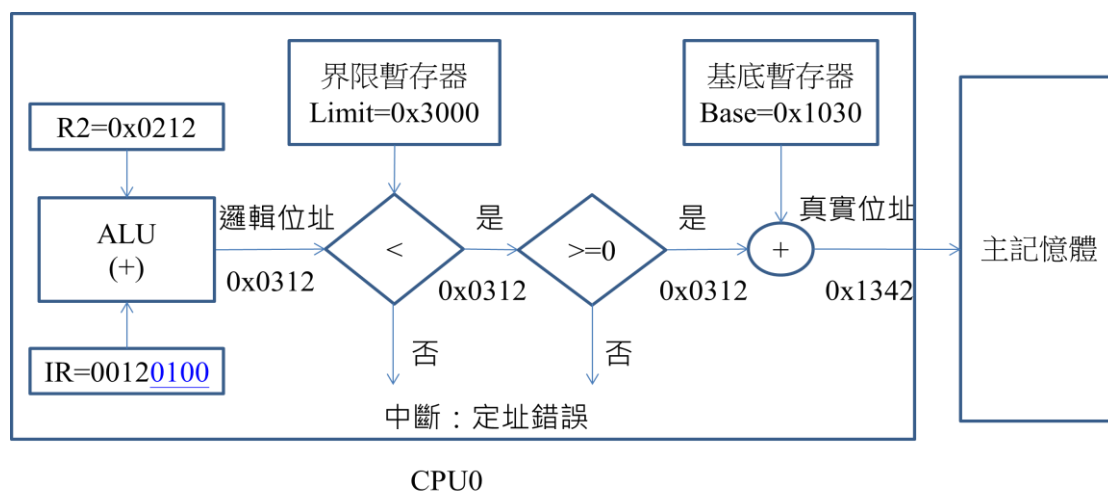 界限暫存器
Limit=0x3000
基底暫存器
Base=0x1030
R2=0x0212
ALU
(+)
邏輯位址
0x0312
<
是
0x0312
>=0
是
0x0312
+
真實位址
0x1342
主記憶體
IR=00120100
否
否
中斷：定址錯誤
CPU0